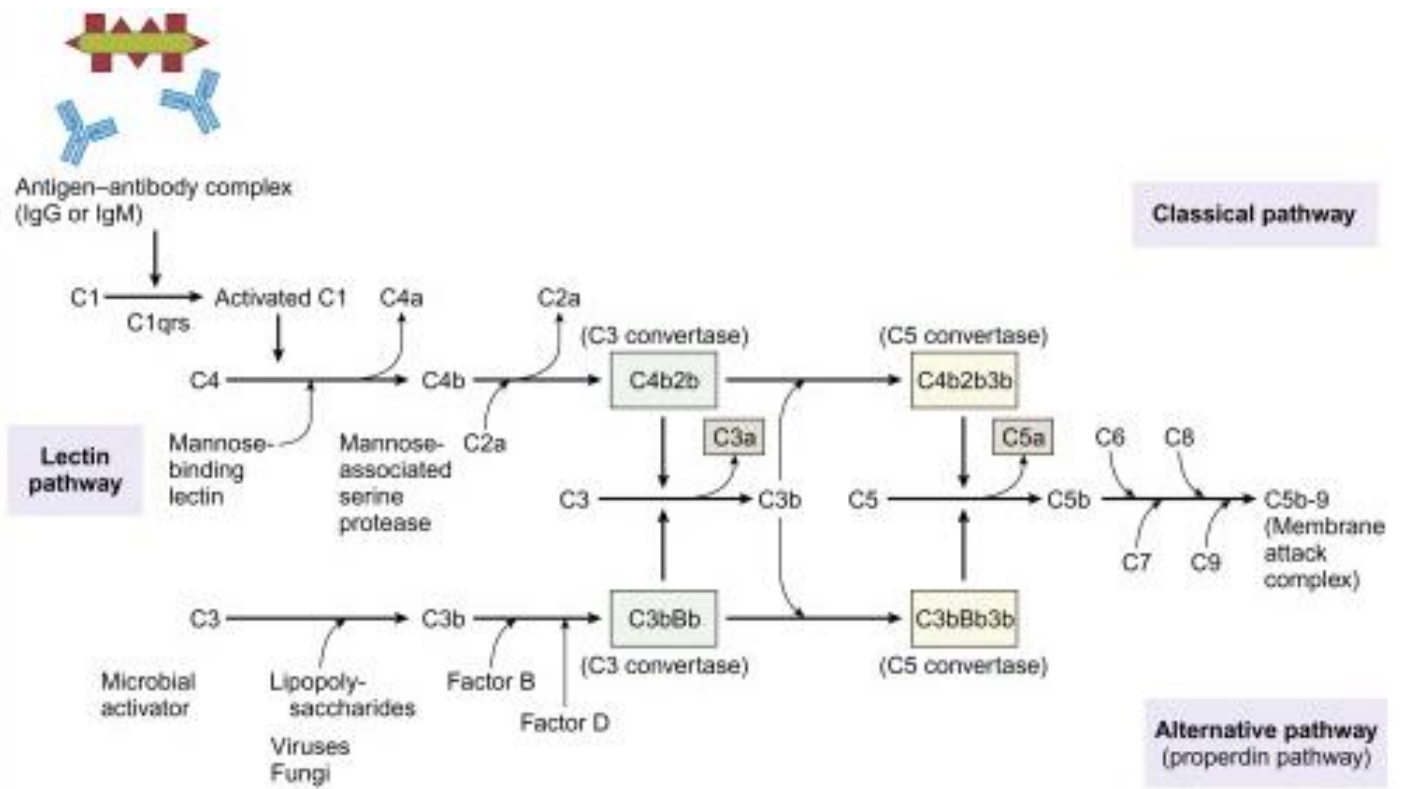 Antigen–antibody complex
(IgG or IgM)
Classical pathway
C1
C1qrs
Activated C1
C4a
C2a
(C3 convertase)
(C5 convertase)
C4
C4b
C4b2b
C4b2b3b
Lectin
pathway
Mannose-
binding
lectin
Mannose-
associated
serine
protease
C2a
C3a
C5a
C6
C8
C3
C3b
C5
C5b
C5b-9
(Membrane
attack
complex)
C7
C9
C3
C3b
C3bBb
C3bBb3b
(C3 convertase)
(C5 convertase)
Microbial
activator
Lipopoly-
saccharides
Viruses
Fungi
Factor B
Factor D
Alternative pathway
(properdin pathway)